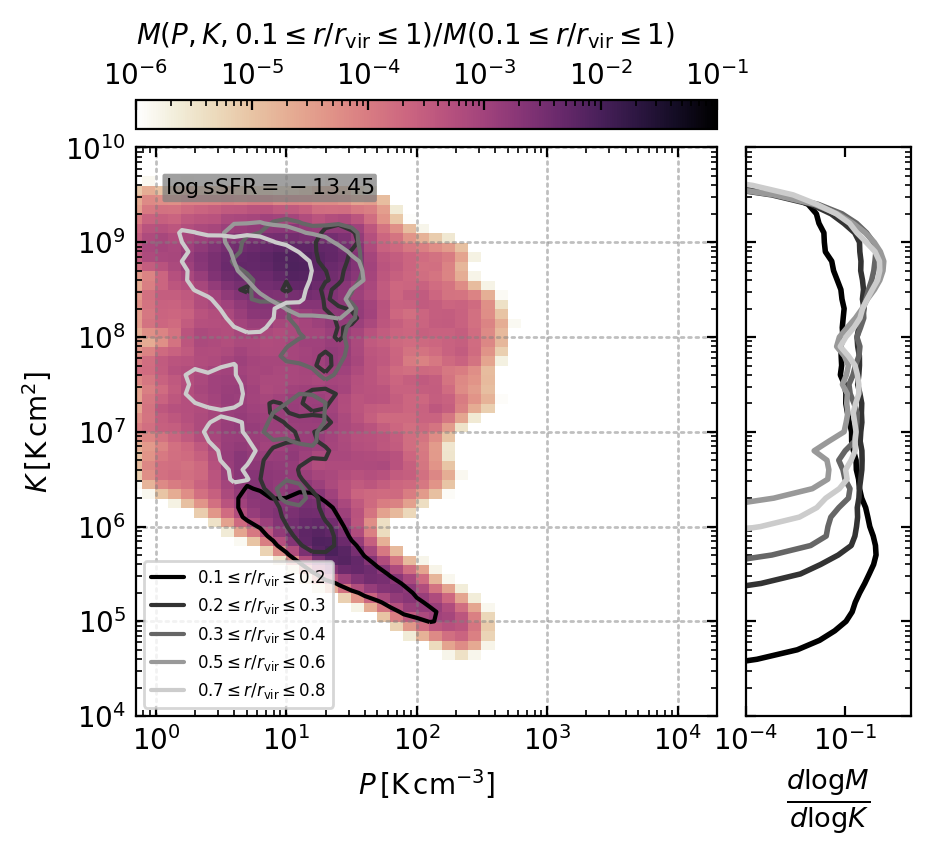 M(P, K, 0.1 ≤ r/r_vir ≤ 1)/M(0.1 ≤ r/r_vir ≤ 1)
10^−6 10^−5 10^−4 10^−3 10^−2 10^−1
10^10
log sSFR = −13.45
10^9
10^8
10^7
10^6
10^5
10^4
K [K cm^2]
0.1 ≤ r/r_vir ≤ 0.2
0.2 ≤ r/r_vir ≤ 0.3
0.3 ≤ r/r_vir ≤ 0.4
0.5 ≤ r/r_vir ≤ 0.6
0.7 ≤ r/r_vir ≤ 0.8
10^0 10^1 10^2 10^3 10^4 10^−4 10^−1
P [K cm^−3]
dlogM
dlogK